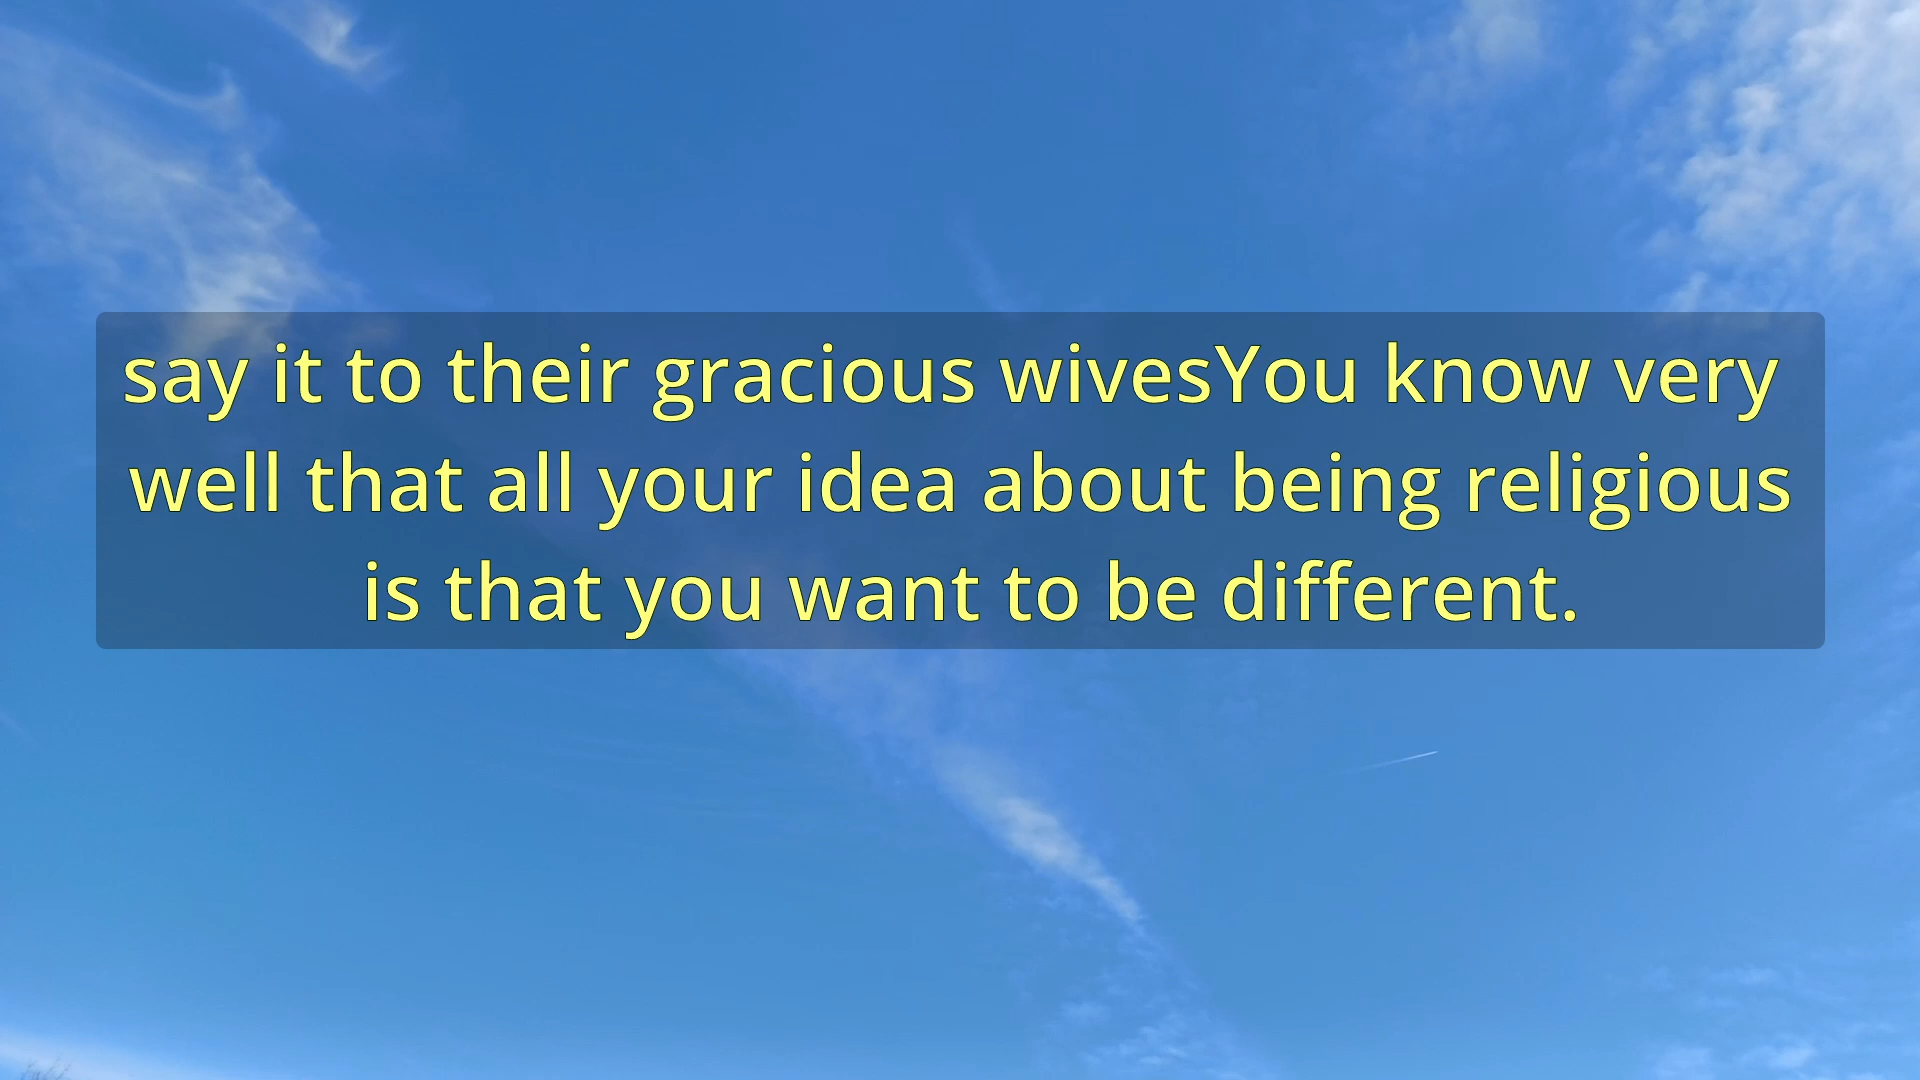 say it to their gracious wivesYou know very
well that all your idea about being religious
is that you want to be different.